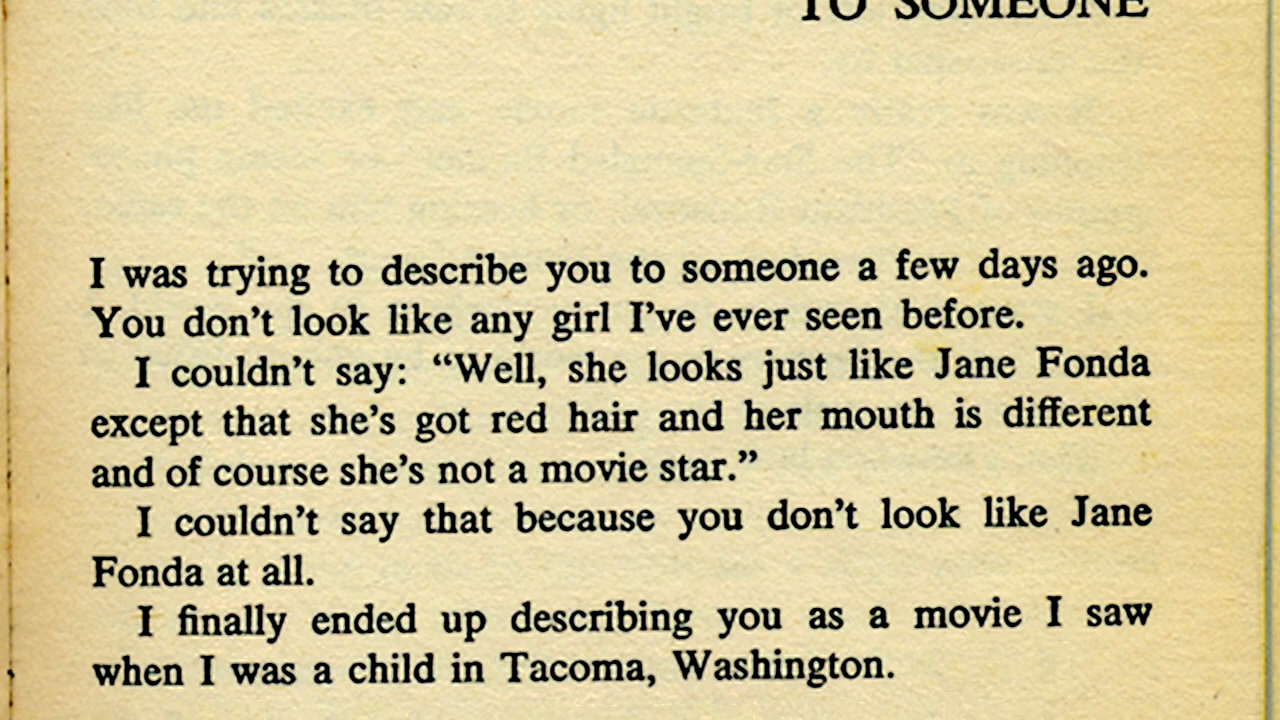 TO SOMEONE
I was trying to describe you to someone a few days ago.
You don’t look like any girl I’ve ever seen before.
I couldn’t say: “Well, she looks just like Jane Fonda
except that she’s got red hair and her mouth is different
and of course she’s not a movie star.”
I couldn’t say that because you don’t look like Jane
Fonda at all.
I finally ended up describing you as a movie I saw
when I was a child in Tacoma, Washington.